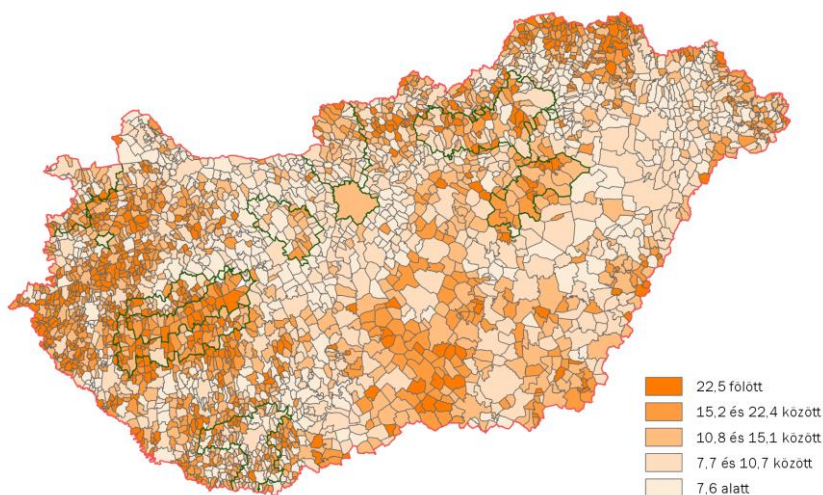 22,5 fölött
15,2 és 22,4 között
10,8 és 15,1 között
7,7 és 10,7 között
7,6 alatt